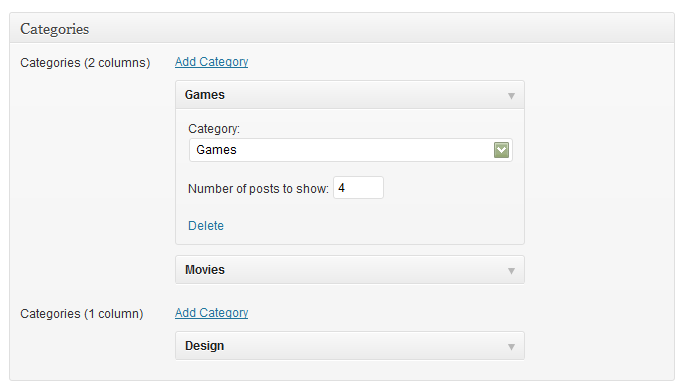 Categories
Categories (2 columns) Add Category
Games
Category:
Games
Number of posts to show: 4
Delete
Movies
Categories (1 column) Add Category
Design